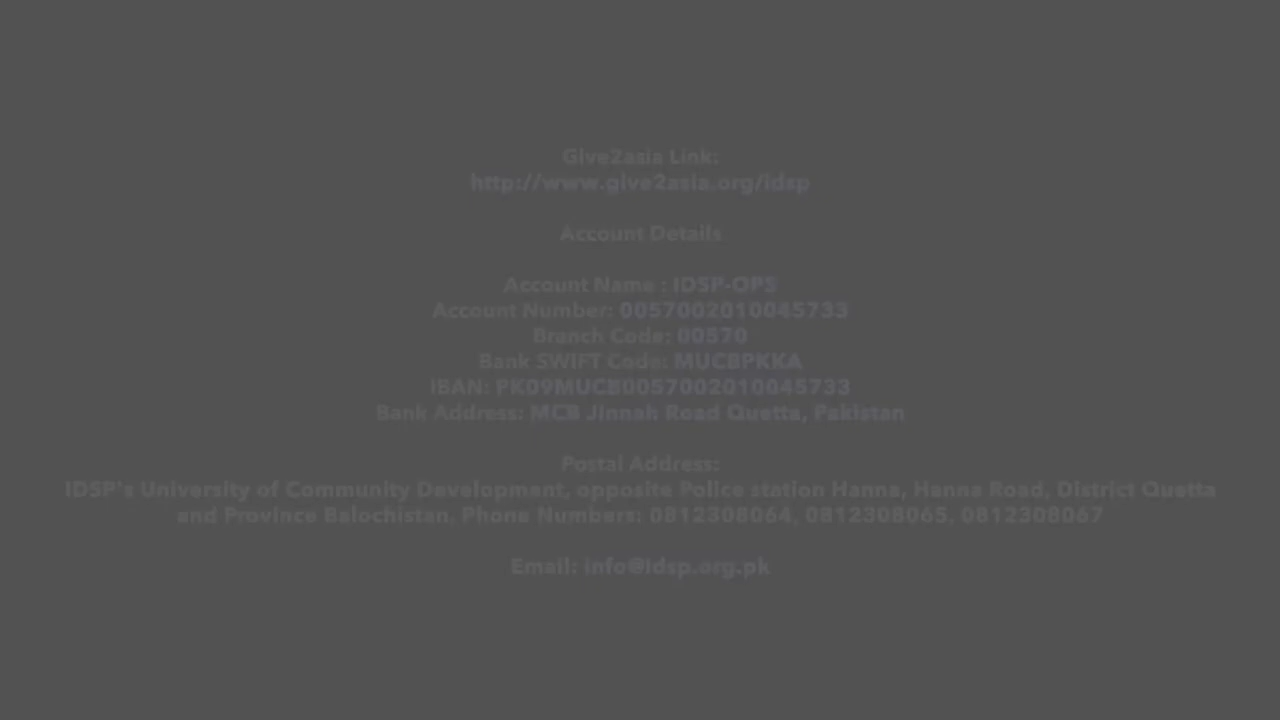 Give2asia Link:
http://www.give2asia.org/idsp
Account Details
Account Name : IDSP-OPS
Account Number: 0057002010045733
Branch Code: 00570
Bank SWIFT Code: MUCBPKKA
IBAN: PK09MUCB0057002010045733
Bank Address: MCB Jinnah Road Quetta, Pakistan
Postal Address:
IDSP's University of Community Development, opposite Police station Hanna, Hanna Road, District Quetta
and Province Balochistan, Phone Numbers: 0812308064, 0812308065, 0812308067
Email: info@idsp.org.pk